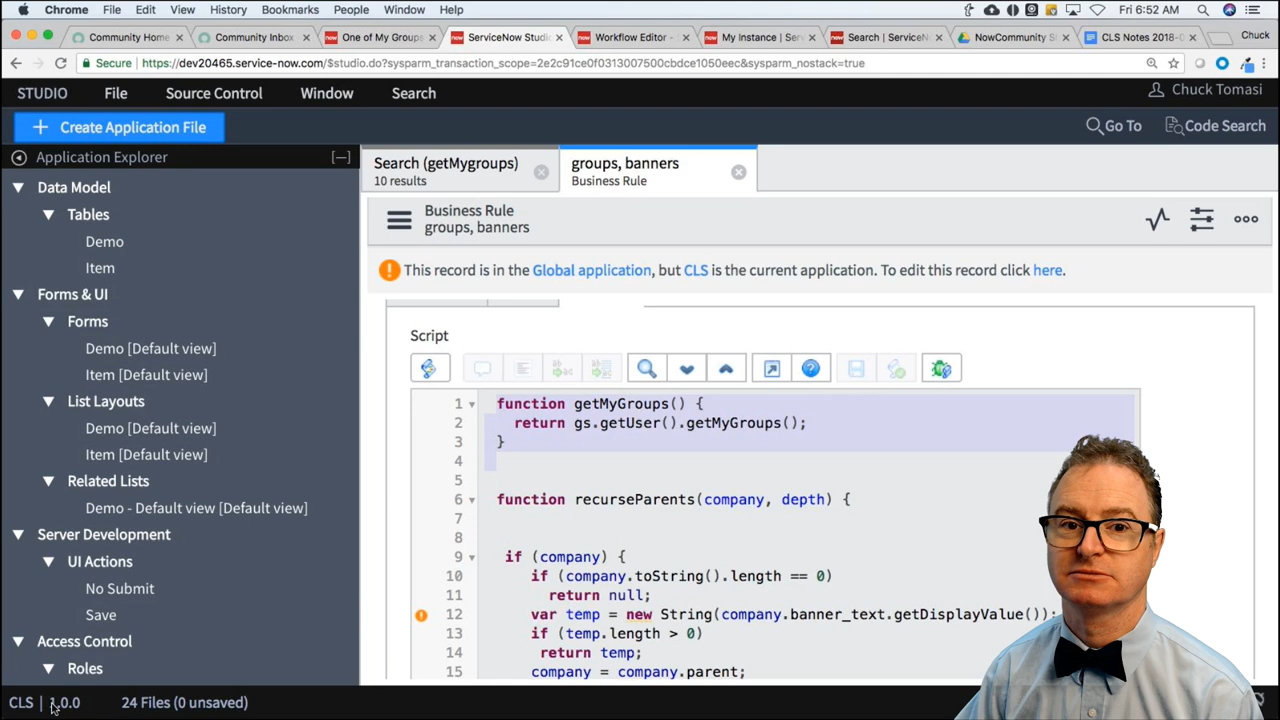 Chrome File Edit View History Bookmarks People Window Help Fri 6:52 AM
Community Home Community Inbox One of My Groups ServiceNow Studio Workflow Editor - My Instance | Servic Search | ServiceN NowCommunity S CLS Notes 2018-0 Chuck
Secure https://dev20465.service-now.com/$studio.do?sysparm_transaction_scope=2e2c91ce0f0313007500cbdce1050eec&sysparm_nostack=true
STUDIO File Source Control Window Search Chuck Tomasi
+ Create Application File Go To Code Search
Application Explorer [—]
Search (getMygroups)
10 results
groups, banners
Business Rule
Data Model
Tables
Demo
Item
Forms & UI
Forms
Demo [Default view]
Item [Default view]
List Layouts
Demo [Default view]
Item [Default view]
Related Lists
Demo - Default view [Default view]
Server Development
UI Actions
No Submit
Save
Access Control
Roles
Business Rule
groups, banners
This record is in the Global application, but CLS is the current application. To edit this record click here.
Script
1 function getMyGroups() {
2 return gs.getUser().getMyGroups();
3 }
4
5
6 function recurseParents(company, depth) {
7
8
9 if (company) {
10 if (company.toString().length == 0)
11 return null;
12 var temp = new String(company.banner_text.getDisplayValue());
13 if (temp.length > 0)
14 return temp;
15 company = company.parent;
CLS | 1.0.0 24 Files (0 unsaved)